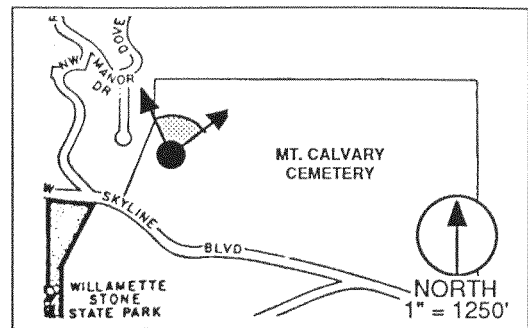 DOVE
NW
MANOR
DR
MT. CALVARY
CEMETERY
W
SKYLINE
BLVD
WILLAMETTE
STONE
STATE PARK
NORTH
1" = 1250'